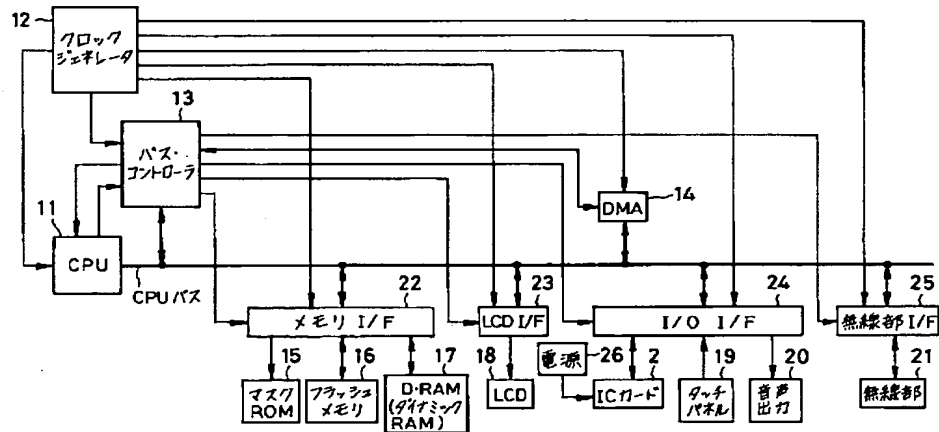 12
クロック
ジェネレータ
13
バス・
コントローラ
14
DMA
11
CPU
CPUバス
22
メモリ I/F
23
LCD I/F
24
I/O I/F
25
無線部 I/F
15
マスク
ROM
16
フラッシュ
メモリ
17
D・RAM
(ダイナミック
RAM)
18
LCD
電源
26
2
ICカード
19
タッチ
パネル
20
音声
出力
21
無線部